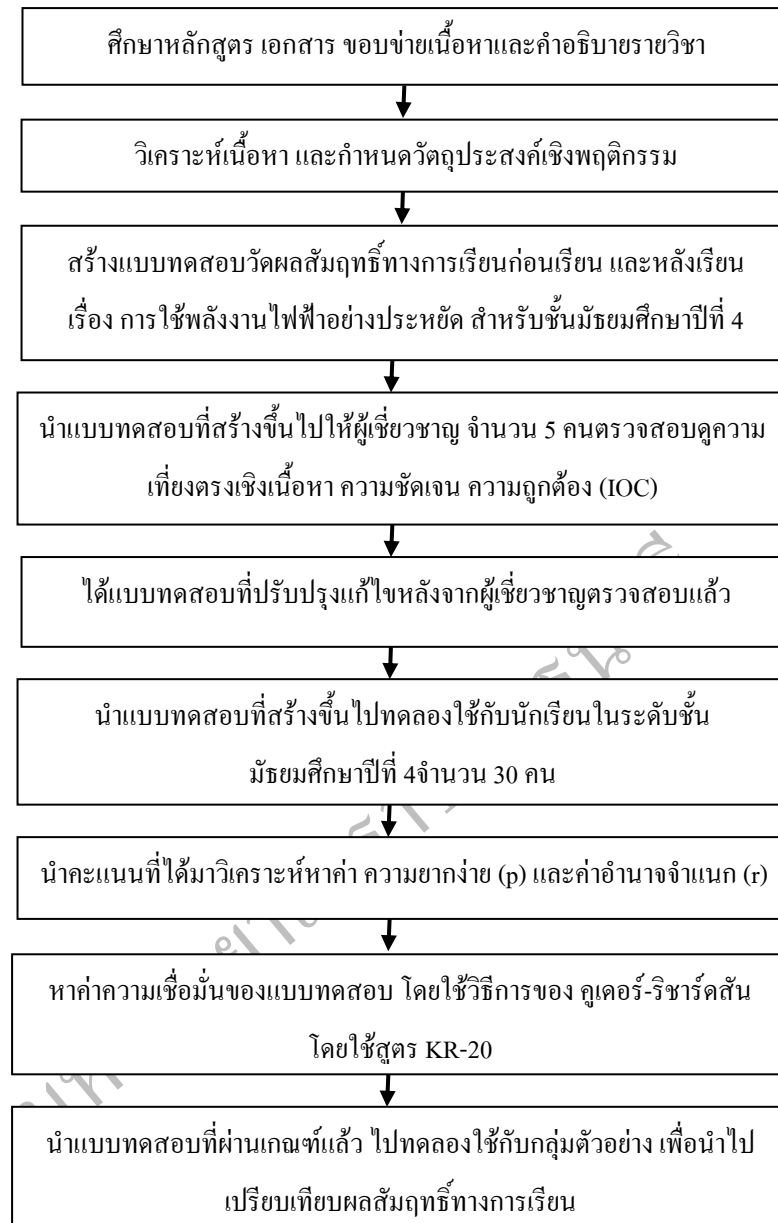 ศึกษาหลักสูตร เอกสาร ขอบข่ายเนื้อหาและคำอธิบายรายวิชา
วิเคราะห์เนื้อหา และกำหนดวัตถุประสงค์เชิงพฤติกรรม
สร้างแบบทดสอบวัดผลสัมฤทธิ์ทางการเรียนก่อนเรียน และหลังเรียน
เรื่อง การใช้พลังงานไฟฟ้าอย่างประหยัด สำหรับชั้นมัธยมศึกษาปีที่ 4
นำแบบทดสอบที่สร้างขึ้นไปให้ผู้เชี่ยวชาญ จำนวน 5 คนตรวจสอบดูความ
เที่ยงตรงเชิงเนื้อหา ความชัดเจน ความถูกต้อง (IOC)
ได้แบบทดสอบที่ปรับปรุงแก้ไขหลังจากผู้เชี่ยวชาญตรวจสอบแล้ว
นำแบบทดสอบที่สร้างขึ้นไปทดลองใช้กับนักเรียนในระดับชั้น
มัธยมศึกษาปีที่ 4จำนวน 30 คน
นำคะแนนที่ได้มาวิเคราะห์หาค่า ความยากง่าย (p) และค่าอำนาจจำแนก (r)
หาค่าความเชื่อมั่นของแบบทดสอบ โดยใช้วิธีการของ คูเดอร์-ริชาร์ดสัน
โดยใช้สูตร KR-20
นำแบบทดสอบที่ผ่านเกณฑ์แล้ว ไปทดลองใช้กับกลุ่มตัวอย่าง เพื่อนำไป
เปรียบเทียบผลสัมฤทธิ์ทางการเรียน